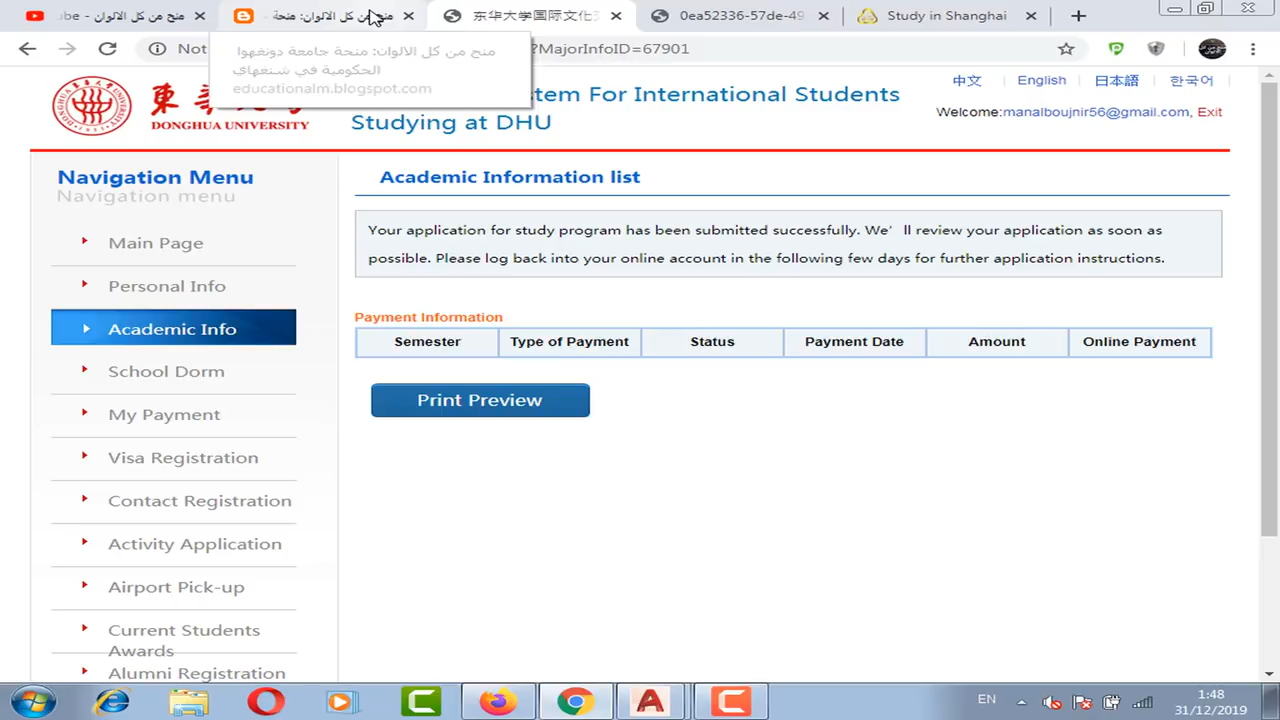 ube - منح من كل الالوان
منح من كل الالوان: منحة
东华大学国际文化
0ea52336-57de-49
Study in Shanghai
Not
?MajorInfoID=67901
منح من كل الالوان: منحة جامعة دونغهوا
الحكومية في شنغهاي
educationalm.blogspot.com
中文
English
日本語
한국어
東華大
DONGHUA UNIVERSITY
stem For International Students
Studying at DHU
Welcome:manalboujnir56@gmail.com, Exit
Navigation Menu
Navigation menu
Main Page
Personal Info
Academic Info
School Dorm
My Payment
Visa Registration
Contact Registration
Activity Application
Airport Pick-up
Current Students
Awards
Alumni Registration
Academic Information list
Your application for study program has been submitted successfully. We'll review your application as soon as
possible. Please log back into your online account in the following few days for further application instructions.
Payment Information
Semester
Type of Payment
Status
Payment Date
Amount
Online Payment
Print Preview
EN
1:48
31/12/2019